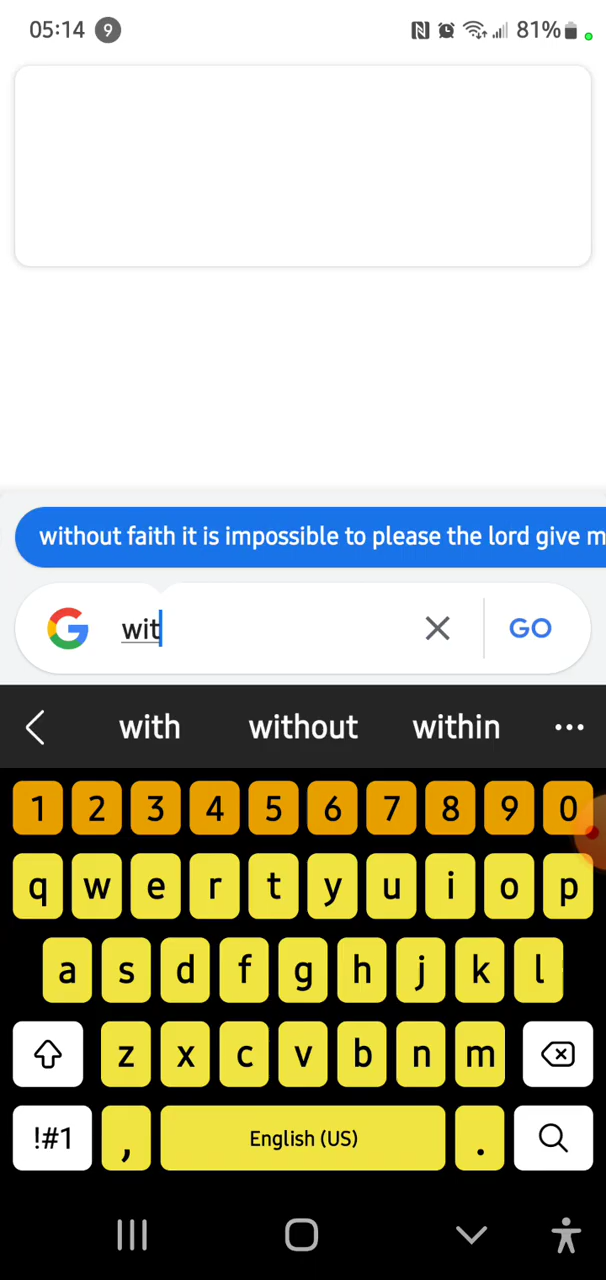 05:14 9 81%
without faith it is impossible to please the lord give m
wit GO
with without within ...
1 2 3 4 5 6 7 8 9 0
q w e r t y u i o p
a s d f g h j k l
z x c v b n m
!#1 , English (US) .